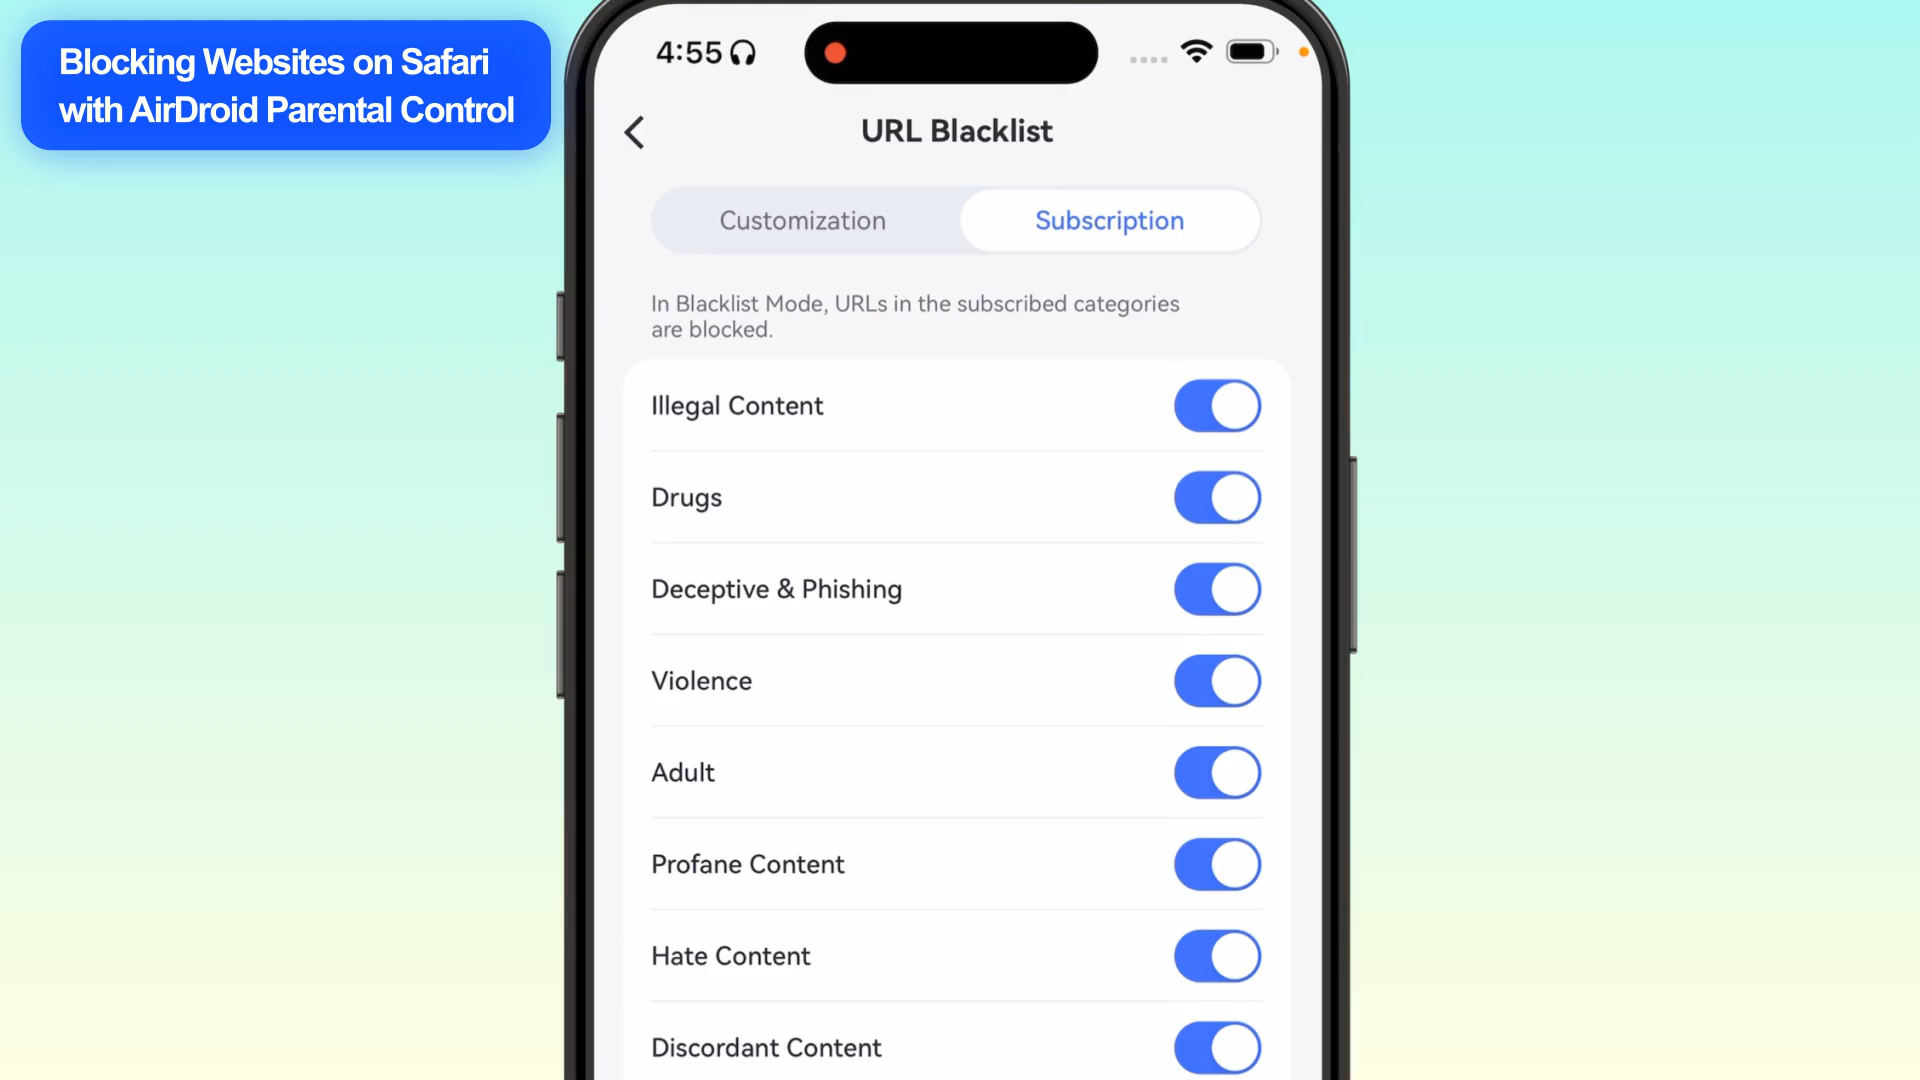 Blocking Websites on Safari
with AirDroid Parental Control
4:55
URL Blacklist
Customization
Subscription
In Blacklist Mode, URLs in the subscribed categories
are blocked.
Illegal Content
Drugs
Deceptive & Phishing
Violence
Adult
Profane Content
Hate Content
Discordant Content